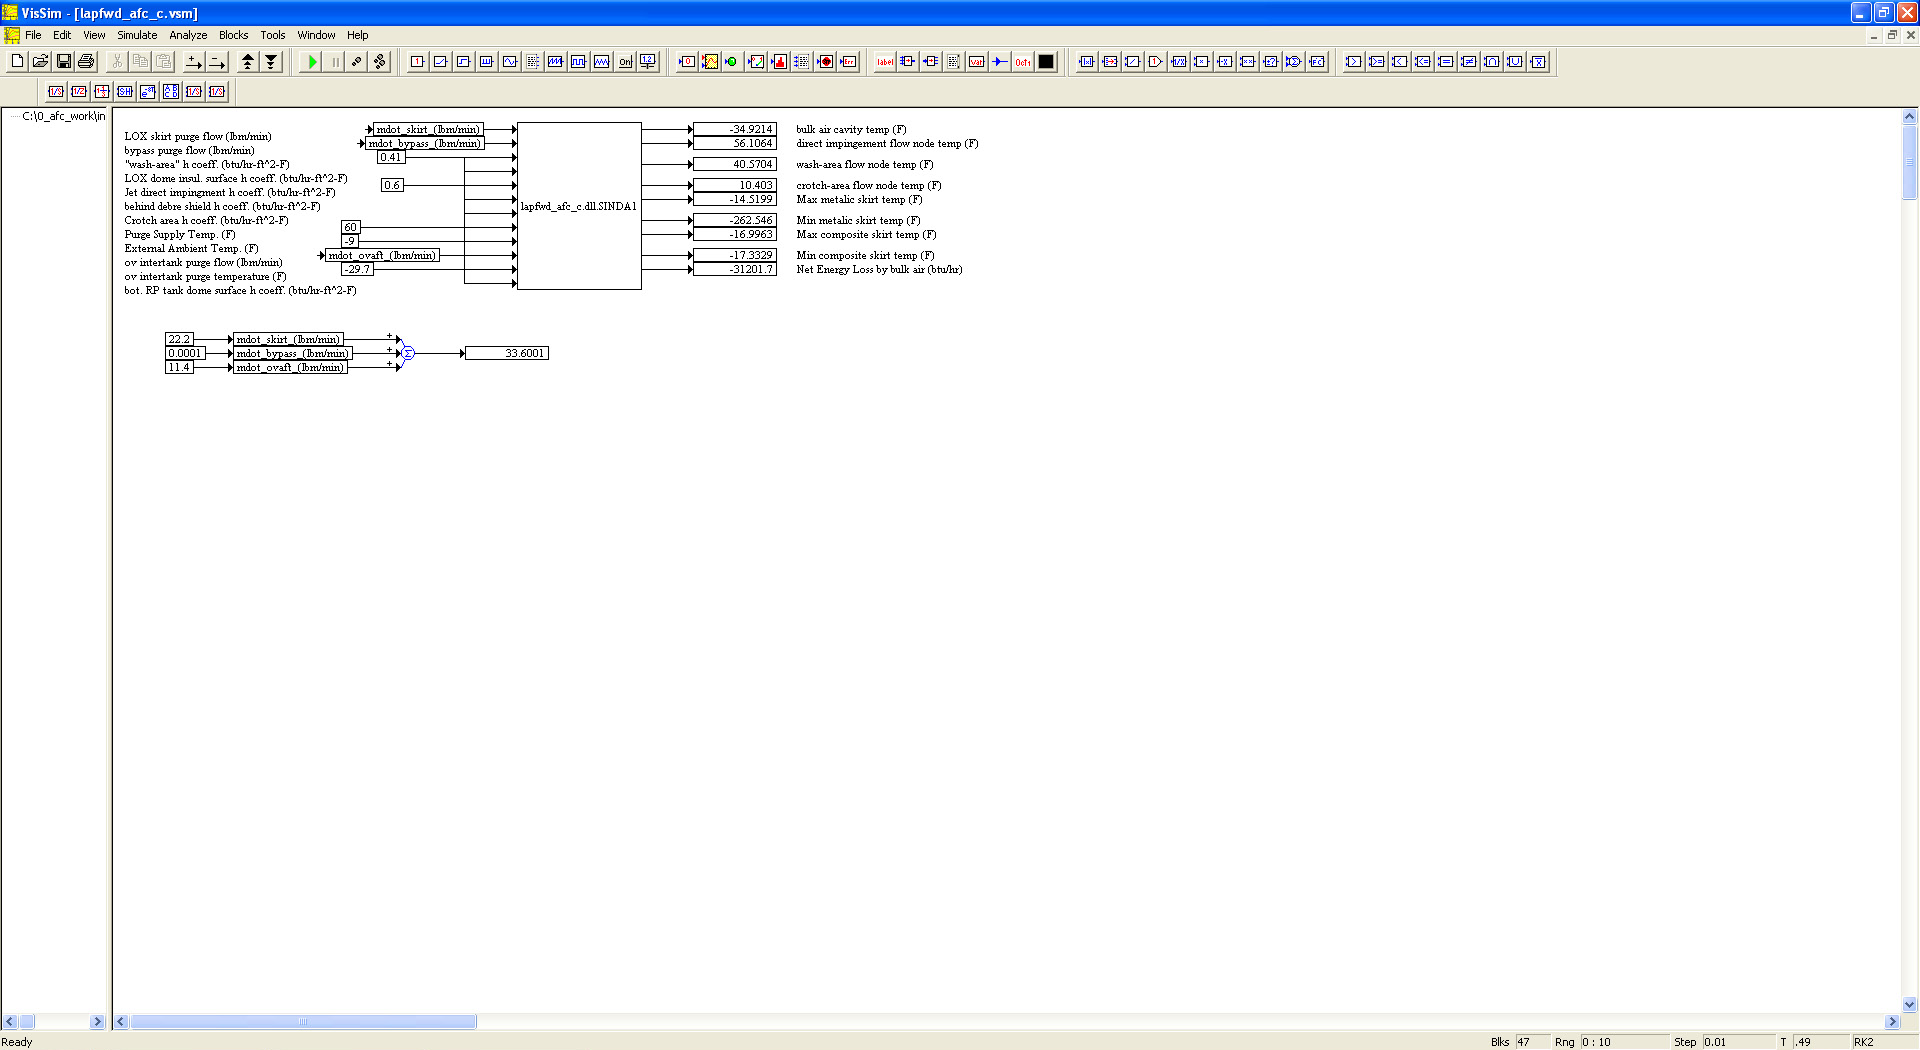 VisSim - [lapfwd_afc_c.vsm]
File Edit View Simulate Analyze Blocks Tools Window Help
C:\0_afc_work\in
LOX skirt purge flow (lbm/min)
bypass purge flow (lbm/min)
"wash-area" h coeff. (btu/hr-ft^2-F)
LOX dome insul. surface h coeff. (btu/hr-ft^2-F)
Jet direct impingment h coeff. (btu/hr-ft^2-F)
behind debre shield h coeff. (btu/hr-ft^2-F)
Crotch area h coeff. (btu/hr-ft^2-F)
Purge Supply Temp. (F)
External Ambient Temp. (F)
ov intertank purge flow (lbm/min)
ov intertank purge temperature (F)
bot. RP tank dome surface h coeff. (btu/hr-ft^2-F)
mdot_skirt_(lbm/min)
mdot_bypass_(lbm/min)
0.41
0.6
60
-9
mdot_ovaft_(lbm/min)
-29.7
lapfwd_afc_c.dll.SINDA1
-34.9214 bulk air cavity temp (F)
56.1064 direct impingement flow node temp (F)
40.5704 wash-area flow node temp (F)
10.403 crotch-area flow node temp (F)
-14.5199 Max metalic skirt temp (F)
-262.546 Min metalic skirt temp (F)
-16.9963 Max composite skirt temp (F)
-17.3329 Min composite skirt temp (F)
-31201.7 Net Energy Loss by bulk air (btu/hr)
22.2 mdot_skirt_(lbm/min) +
0.0001 mdot_bypass_(lbm/min) + Σ 33.6001
11.4 mdot_ovaft_(lbm/min) +
Ready Blks 47 Rng 0 : 10 Step 0.01 T .49 RK2